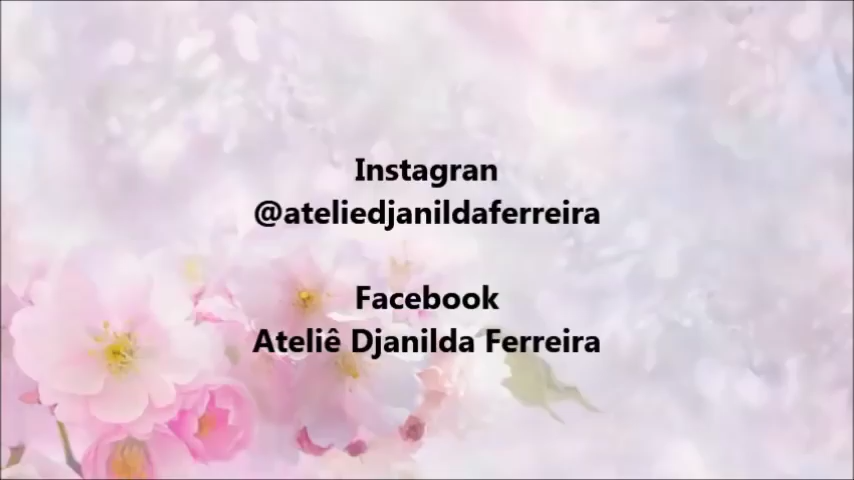 Instagran
@ateliedjanildaferreira
Facebook
Ateliê Djanilda Ferreira